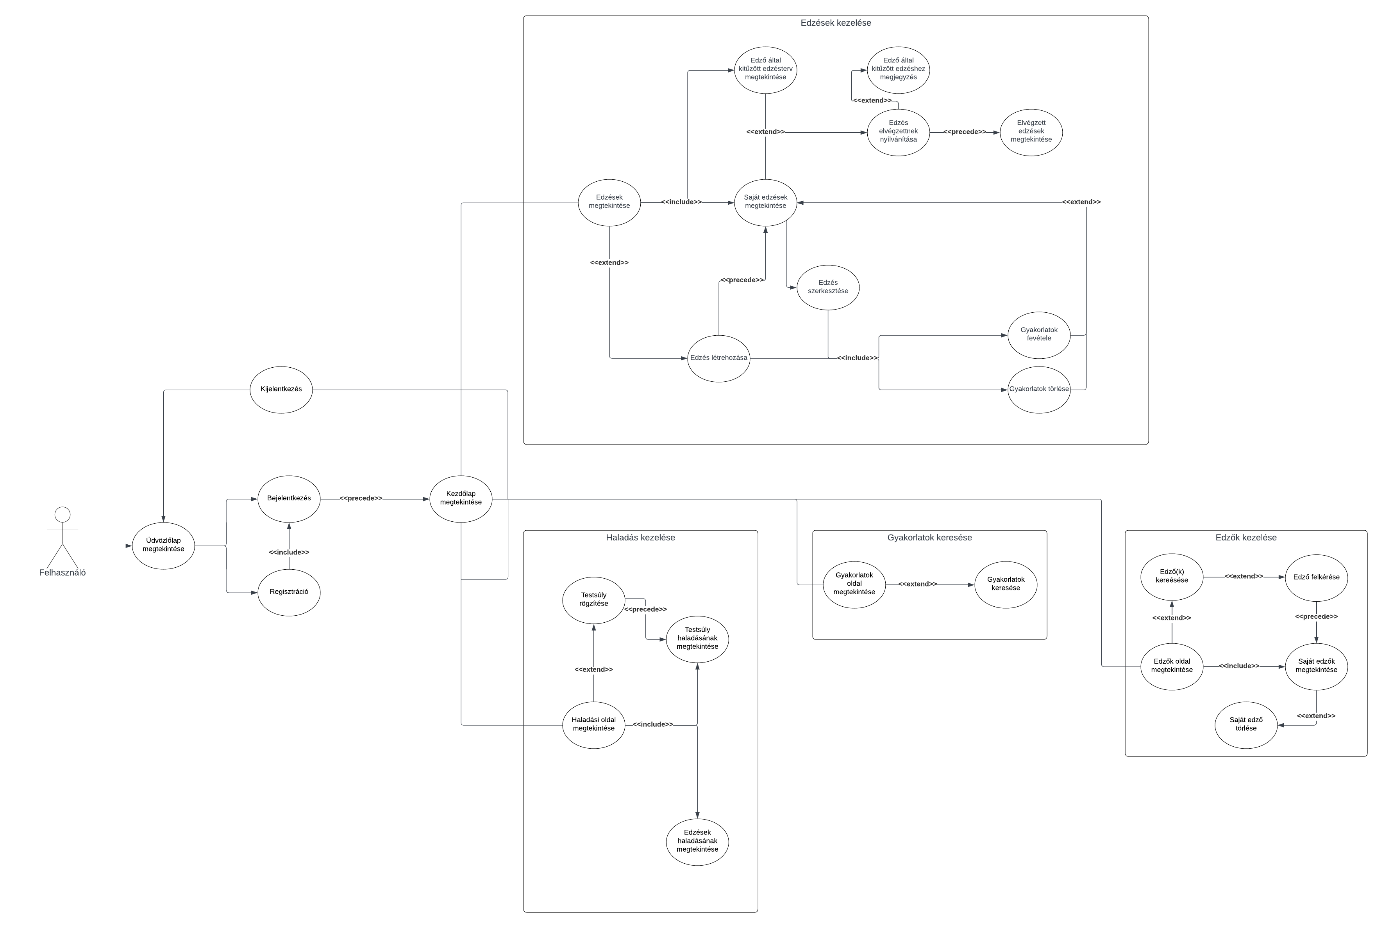 Edzések kezelése
Edző által
kitűzött edzésterv
megtekintése
Edző által
kitűzött edzéshez
megjegyzés
<<extend>>
<<extend>>
Edzés
elvégzettnek
nyilvánítása
<<precede>>
Elvégzett
edzések
megtekintése
Edzések
megtekintése
<<include>>
Saját edzések
megtekintése
<<extend>>
<<extend>>
<<precede>>
Edzés
szerkesztése
Gyakorlatok
fevétele
Edzés létrehozása
<<include>>
Gyakorlatok törlése
Kijelentkezés
Bejelentkezés
<<precede>>
Kezdőlap
megtekintése
Felhasználó
Üdvözlőlap
megtekintése
<<include>>
Regisztráció
Haladás kezelése
Testsúly
rögzítése
<<precede>>
Testsúly
haladásának
megtekintése
<<extend>>
Haladási oldal
megtekintése
<<include>>
Edzések
haladásának
megtekintése
Gyakorlatok keresése
Gyakorlatok
oldal
megtekintése
<<extend>>
Gyakorlatok
keresése
Edzők kezelése
Edző(k)
kereésése
<<extend>>
Edző felkérése
<<extend>>
<<precede>>
Edzők oldal
megtekintése
<<include>>
Saját edzők
megtekintése
<<extend>>
Saját edző
törlése